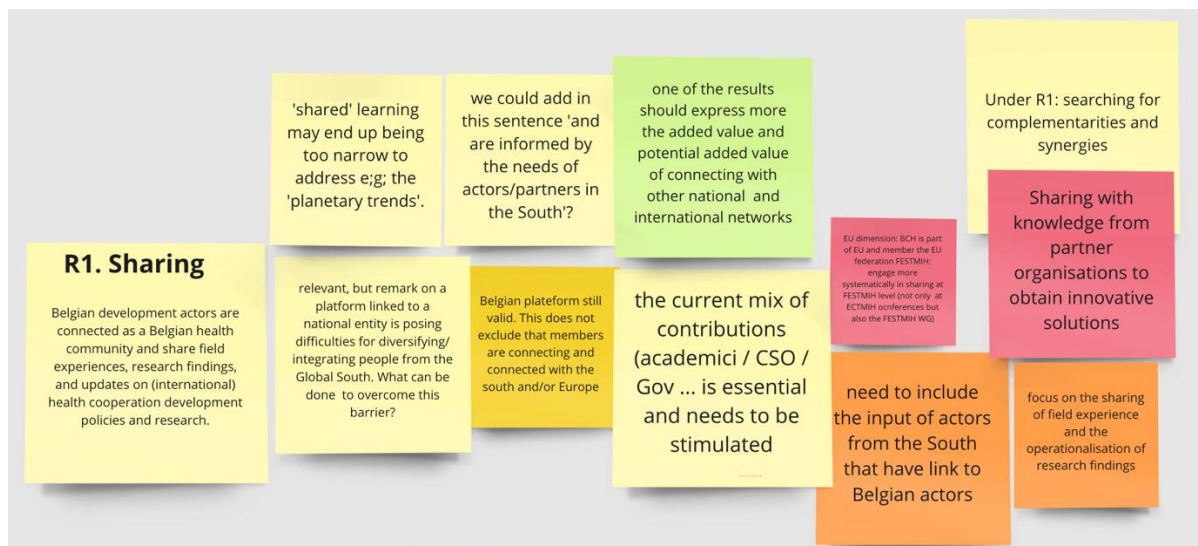 R1. Sharing
Belgian development actors are
connected as a Belgian health
community and share field
experiences, research findings,
and updates on (international)
health cooperation development
policies and research.
'shared' learning
may end up being
too narrow to
address e;g; the
'planetary trends'.
we could add in
this sentence 'and
are informed by
the needs of
actors/partners in
the South'?
one of the results
should express more
the added value and
potential added value
of connecting with
other national and
international networks
Under R1: searching for
complementarities and
synergies
relevant, but remark on a
platform linked to a
national entity is posing
difficulties for diversifying/
integrating people from the
Global South. What can be
done to overcome this
barrier?
Belgian plateform still
valid. This does not
exclude that members
are connecting and
connected with the
south and/or Europe
the current mix of
contributions
(academici / CSO /
Gov ... is essential
and needs to be
stimulated
EU dimension: BCH is part
of EU and member the EU
federation FESTMIH:
engage more
systematically in sharing at
FESTMIH level (not only at
ECTMIH ocnferences but
also the FESTMIH WG)
Sharing with
knowledge from
partner
organisations to
obtain innovative
solutions
need to include
the input of actors
from the South
that have link to
Belgian actors
focus on the sharing
of field experience
and the
operationalisation of
research findings